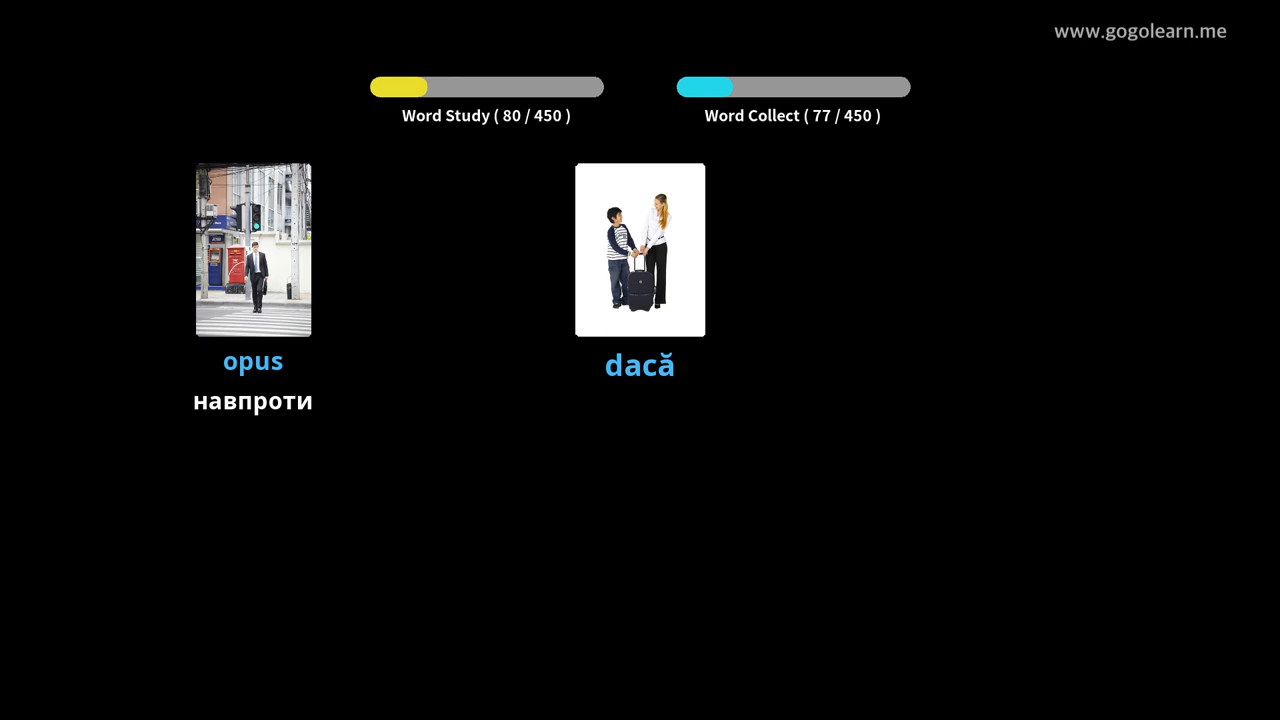 www.gogolearn.me
Word Study ( 80 / 450 )
Word Collect ( 77 / 450 )
opus
навпроти
dacă